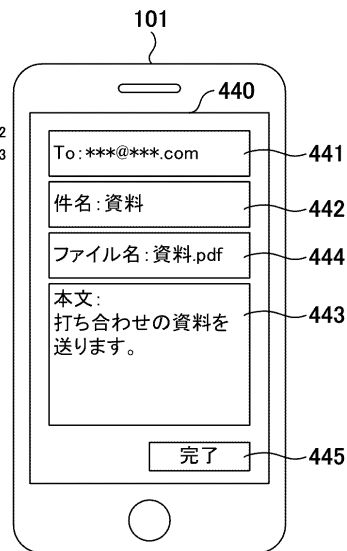 101
440
2
3
To:***@***.com
441
件名:資料
442
ファイル名:資料.pdf
444
本文:
打ち合わせの資料を
送ります。
443
完了
445